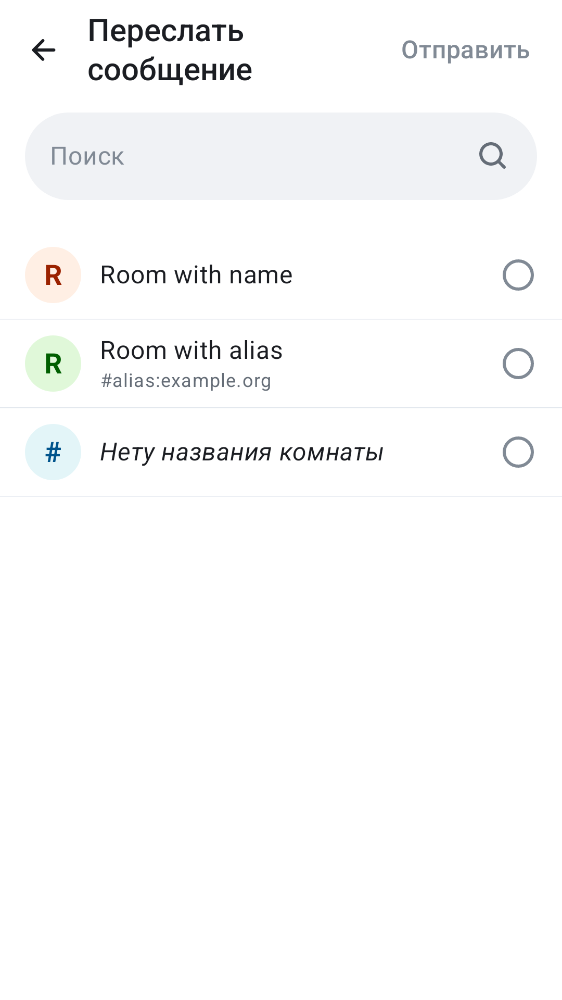 Переслать
сообщение
Отправить
Поиск
R
Room with name
R
Room with alias
#alias:example.org
#
Нету названия комнаты